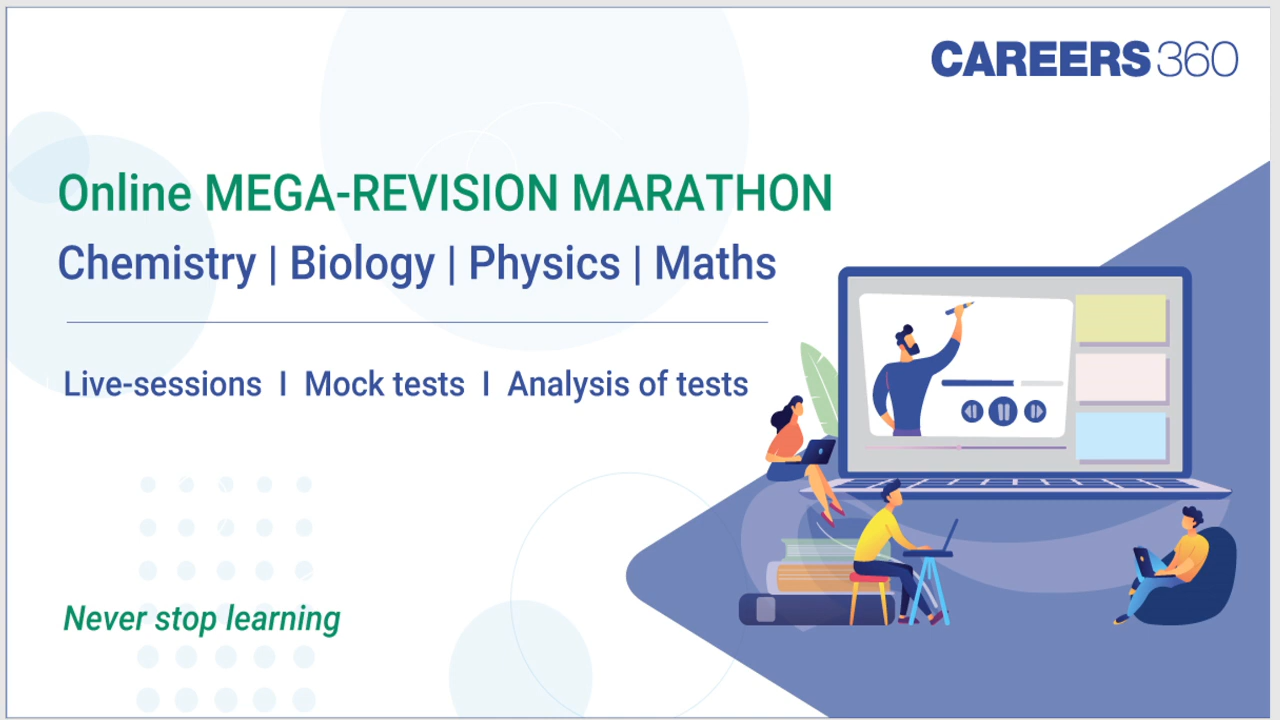 CAREERS360
Online MEGA-REVISION MARATHON
Chemistry | Biology | Physics | Maths
Live-sessions I Mock tests I Analysis of tests
Never stop learning